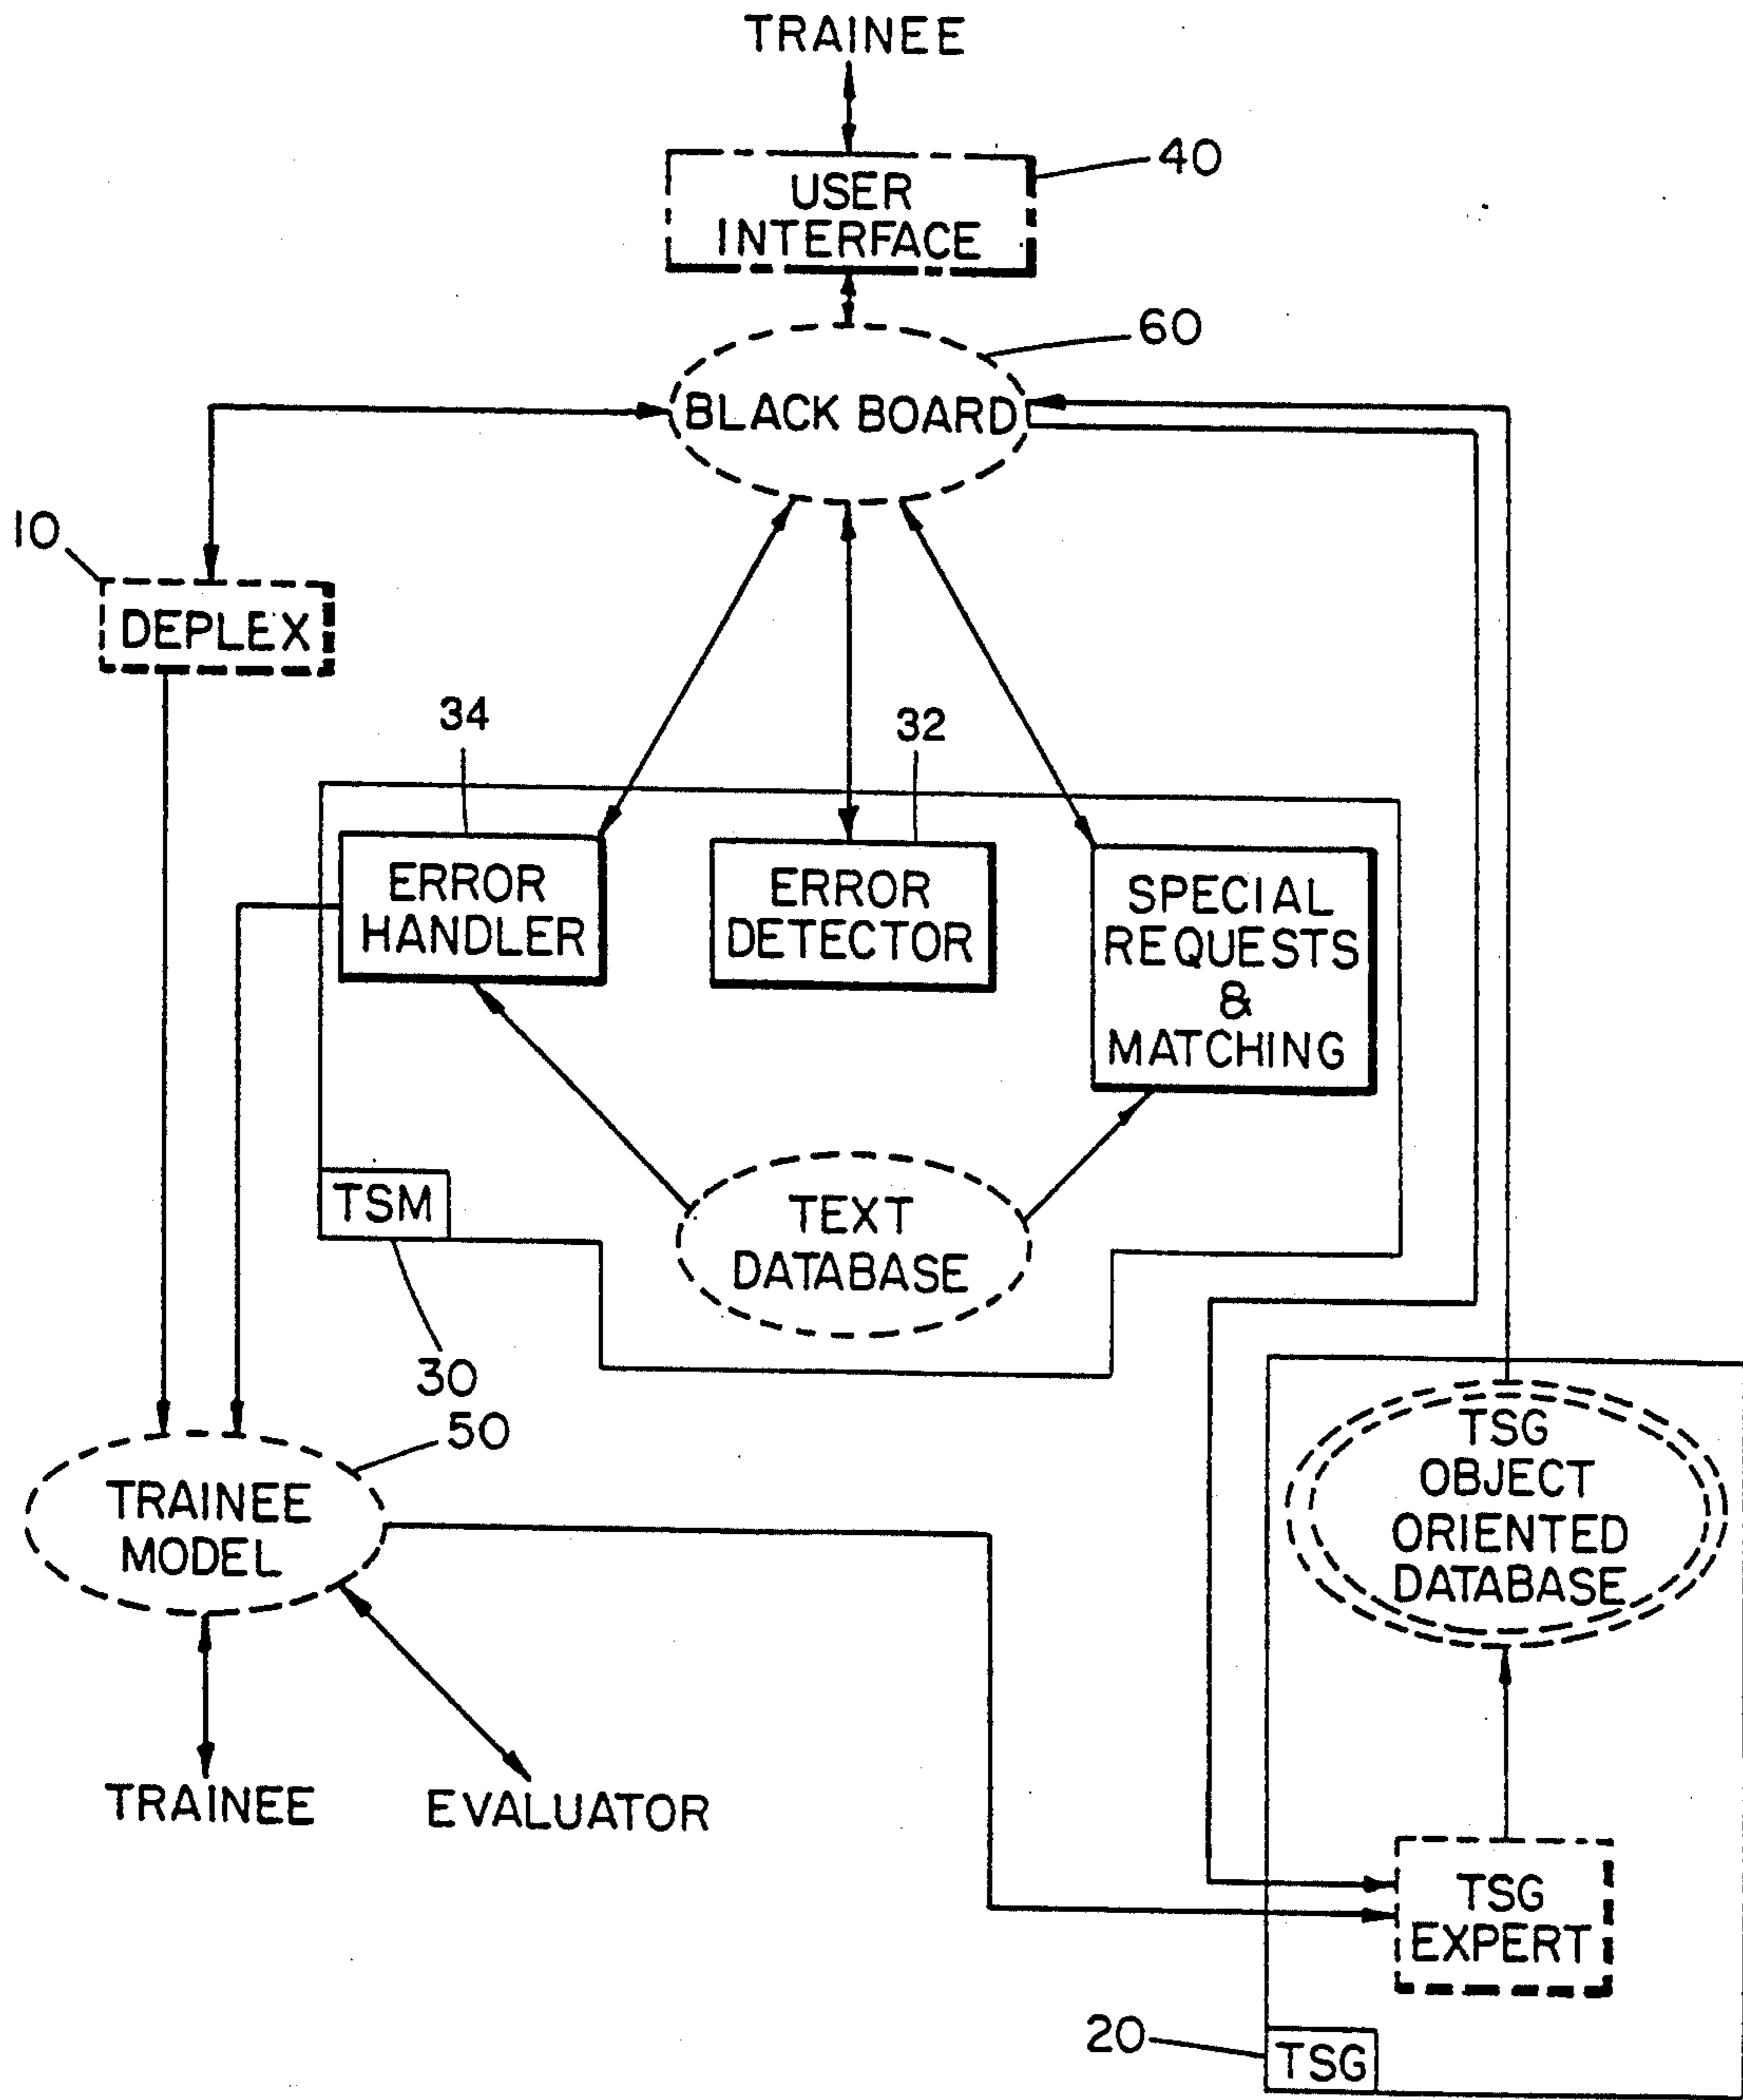 TRAINEE
40
USER
INTERFACE
60
BLACK BOARD
10
DEPLEX
34
32
ERROR
HANDLER
ERROR
DETECTOR
SPECIAL
REQUESTS
&
MATCHING
TSM
TEXT
DATABASE
30
50
TRAINEE
MODEL
TSG
OBJECT
ORIENTED
DATABASE
TRAINEE
EVALUATOR
TSG
EXPERT
20
TSG